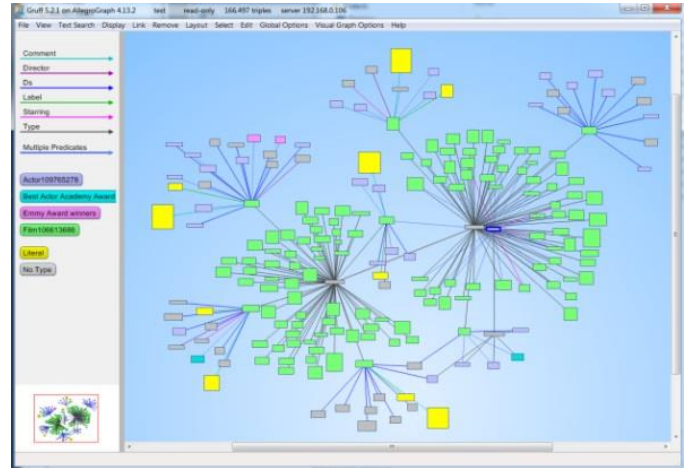 Gruff 5.2.1 on AllegroGraph 4.13.2 test read-only 166,497 triples server 192.168.0.106
File View Text Search Display Link Remove Layout Select Edit Global Options Visual Graph Options Help
Comment
Director
Ds
Label
Starring
Type
Multiple Predicates
Actor109765278
Best Actor Academy Award
Emmy Award winners
Film106613686
Literal
No Type